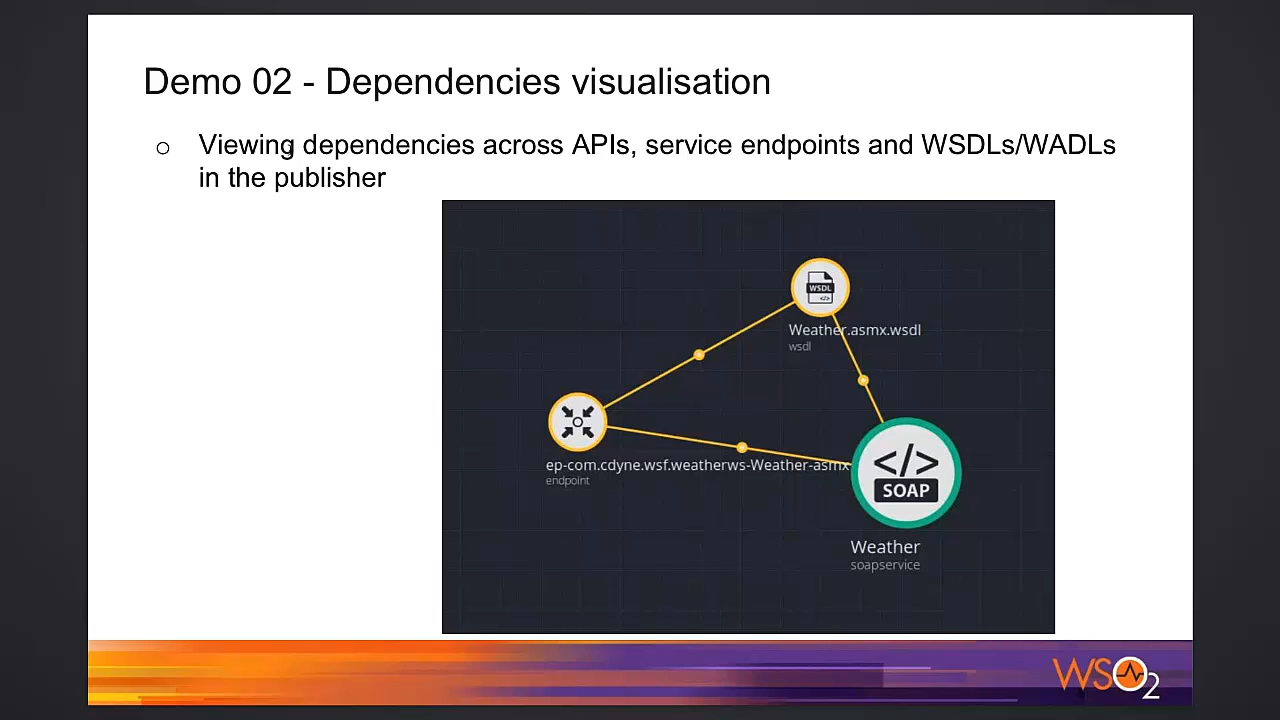 Demo 02 - Dependencies visualisation
Viewing dependencies across APIs, service endpoints and WSDLs/WADLs
in the publisher
WSDL
</>
Weather.asmx.wsdl
wsdl
ep-com.cdyne.wsf.weatherws-Weather-asmx
endpoint
</>
SOAP
Weather
soapservice
WSO2